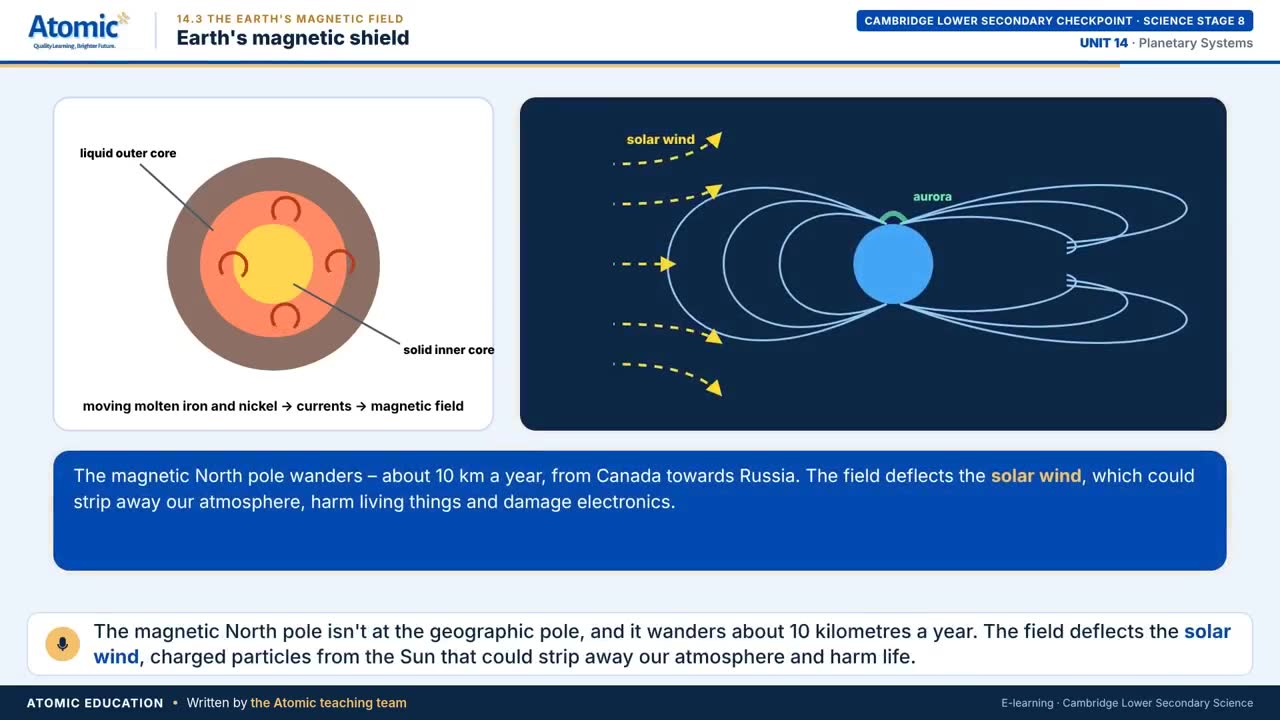 Atomic
Quality Learning, Brighter Future.
14.3 THE EARTH'S MAGNETIC FIELD
Earth's magnetic shield
CAMBRIDGE LOWER SECONDARY CHECKPOINT · SCIENCE STAGE 8
UNIT 14 · Planetary Systems
liquid outer core
solid inner core
moving molten iron and nickel → currents → magnetic field
solar wind
aurora
The magnetic North pole wanders – about 10 km a year, from Canada towards Russia. The field deflects the solar wind, which could
strip away our atmosphere, harm living things and damage electronics.
The magnetic North pole isn't at the geographic pole, and it wanders about 10 kilometres a year. The field deflects the solar
wind, charged particles from the Sun that could strip away our atmosphere and harm life.
ATOMIC EDUCATION • Written by the Atomic teaching team
E-learning · Cambridge Lower Secondary Science